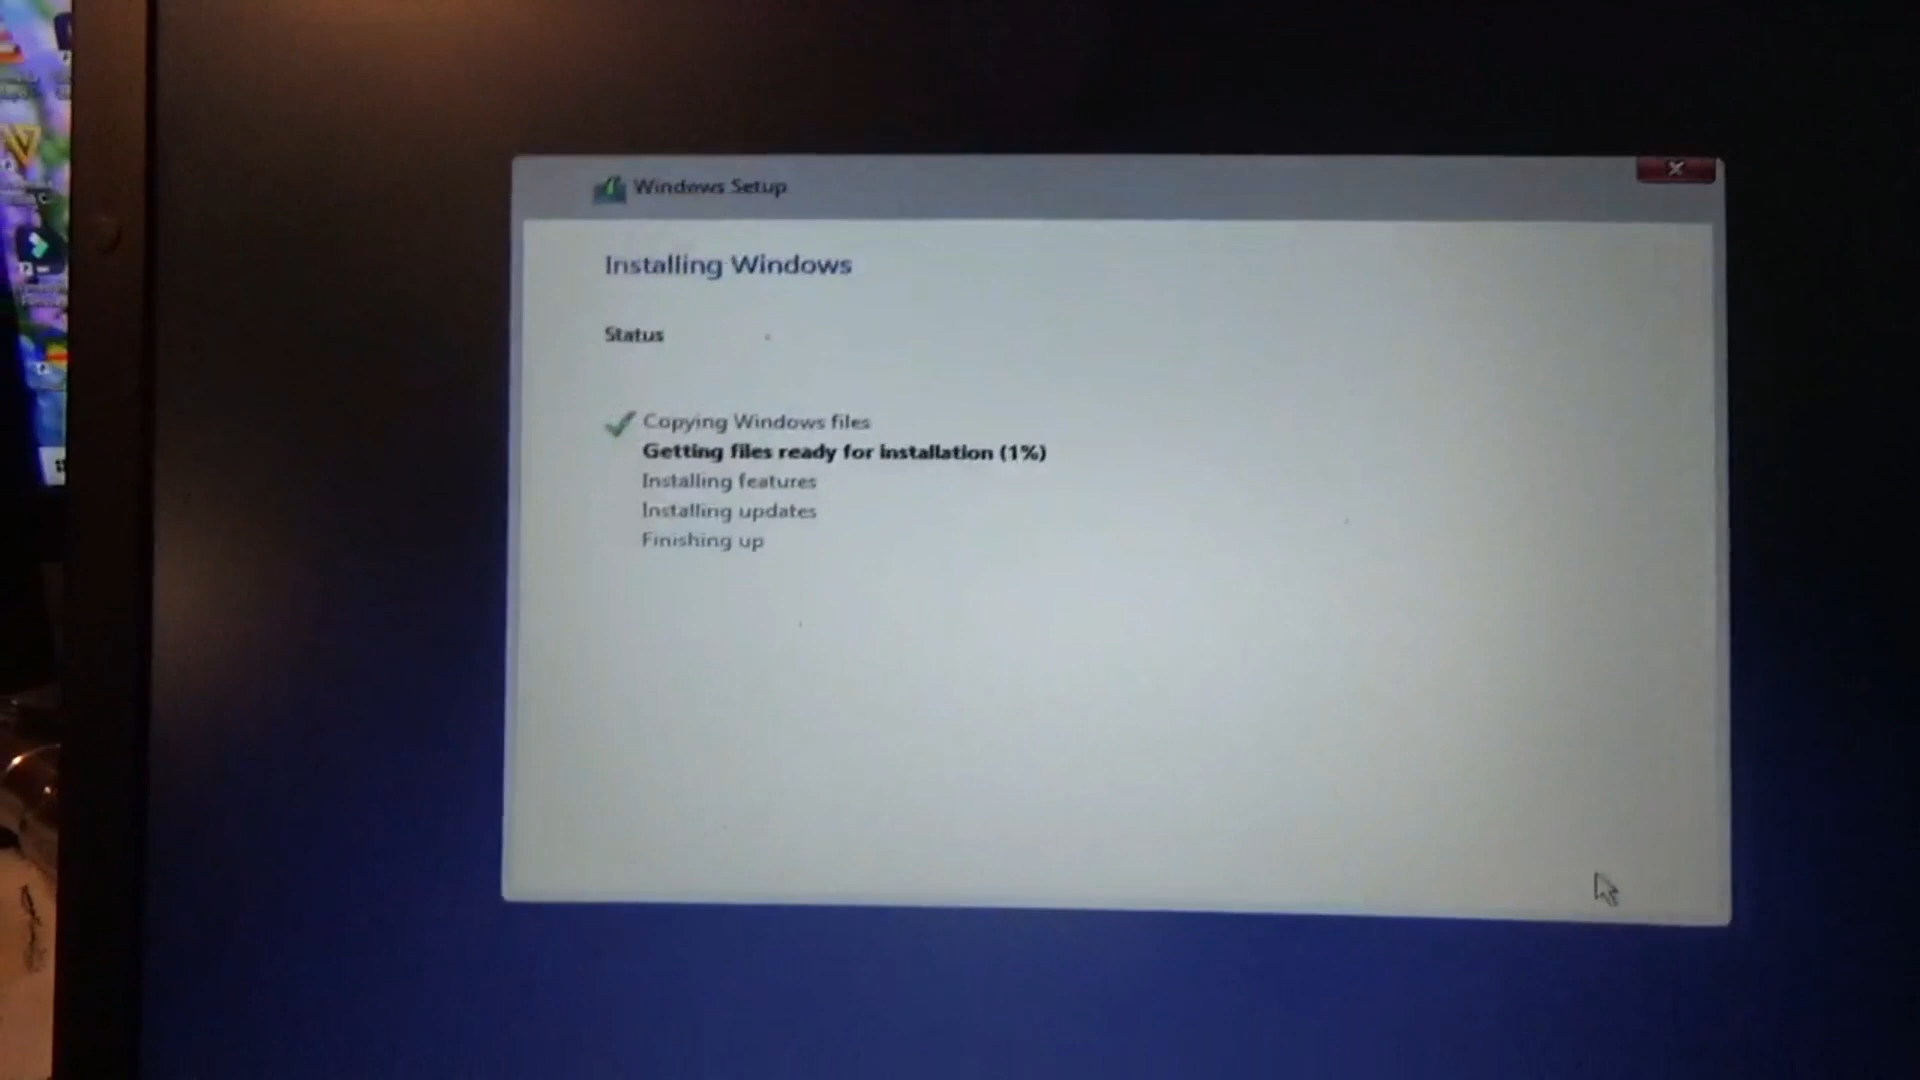 Windows Setup
Installing Windows
Status
Copying Windows files
Getting files ready for installation (1%)
Installing features
Installing updates
Finishing up